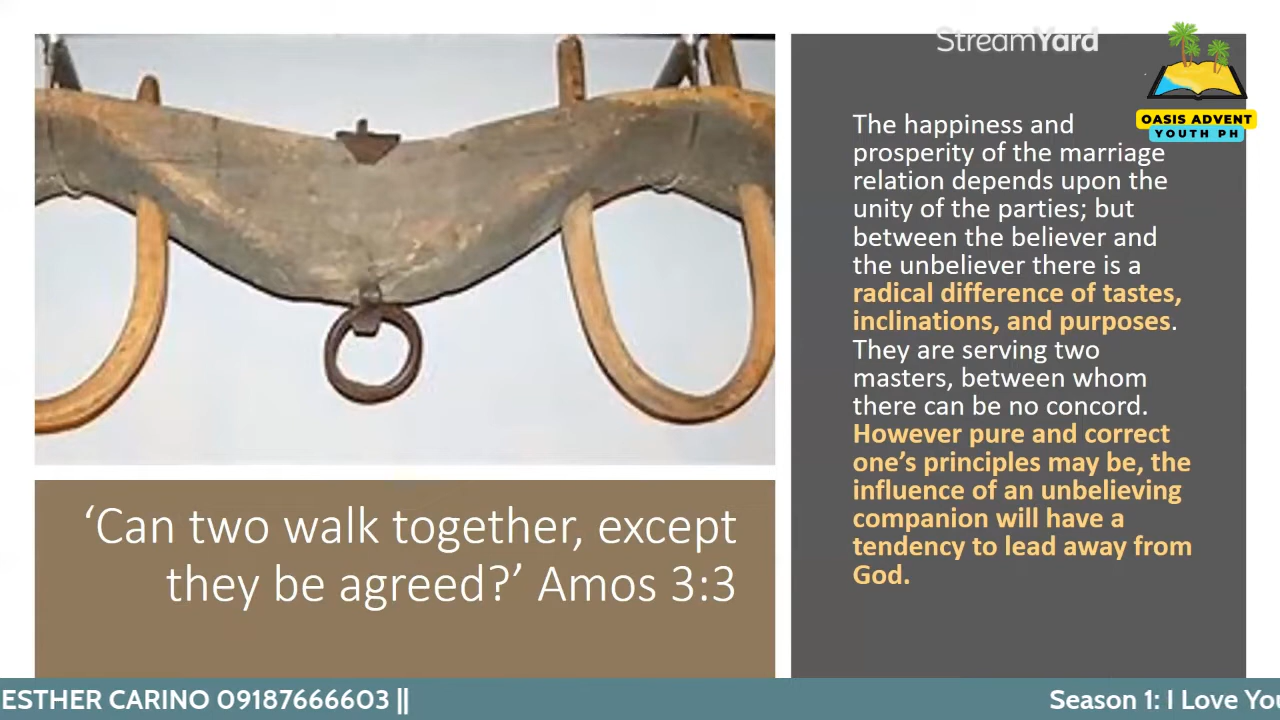 StreamYard
OASIS ADVENT
YOUTH PH
The happiness and
prosperity of the marriage
relation depends upon the
unity of the parties; but
between the believer and
the unbeliever there is a
radical difference of tastes,
inclinations, and purposes.
They are serving two
masters, between whom
there can be no concord.
However pure and correct
one’s principles may be, the
influence of an unbelieving
companion will have a
tendency to lead away from
God.
‘Can two walk together, except
they be agreed?’ Amos 3:3
ESTHER CARINO 09187666603 ||
Season 1: I Love You